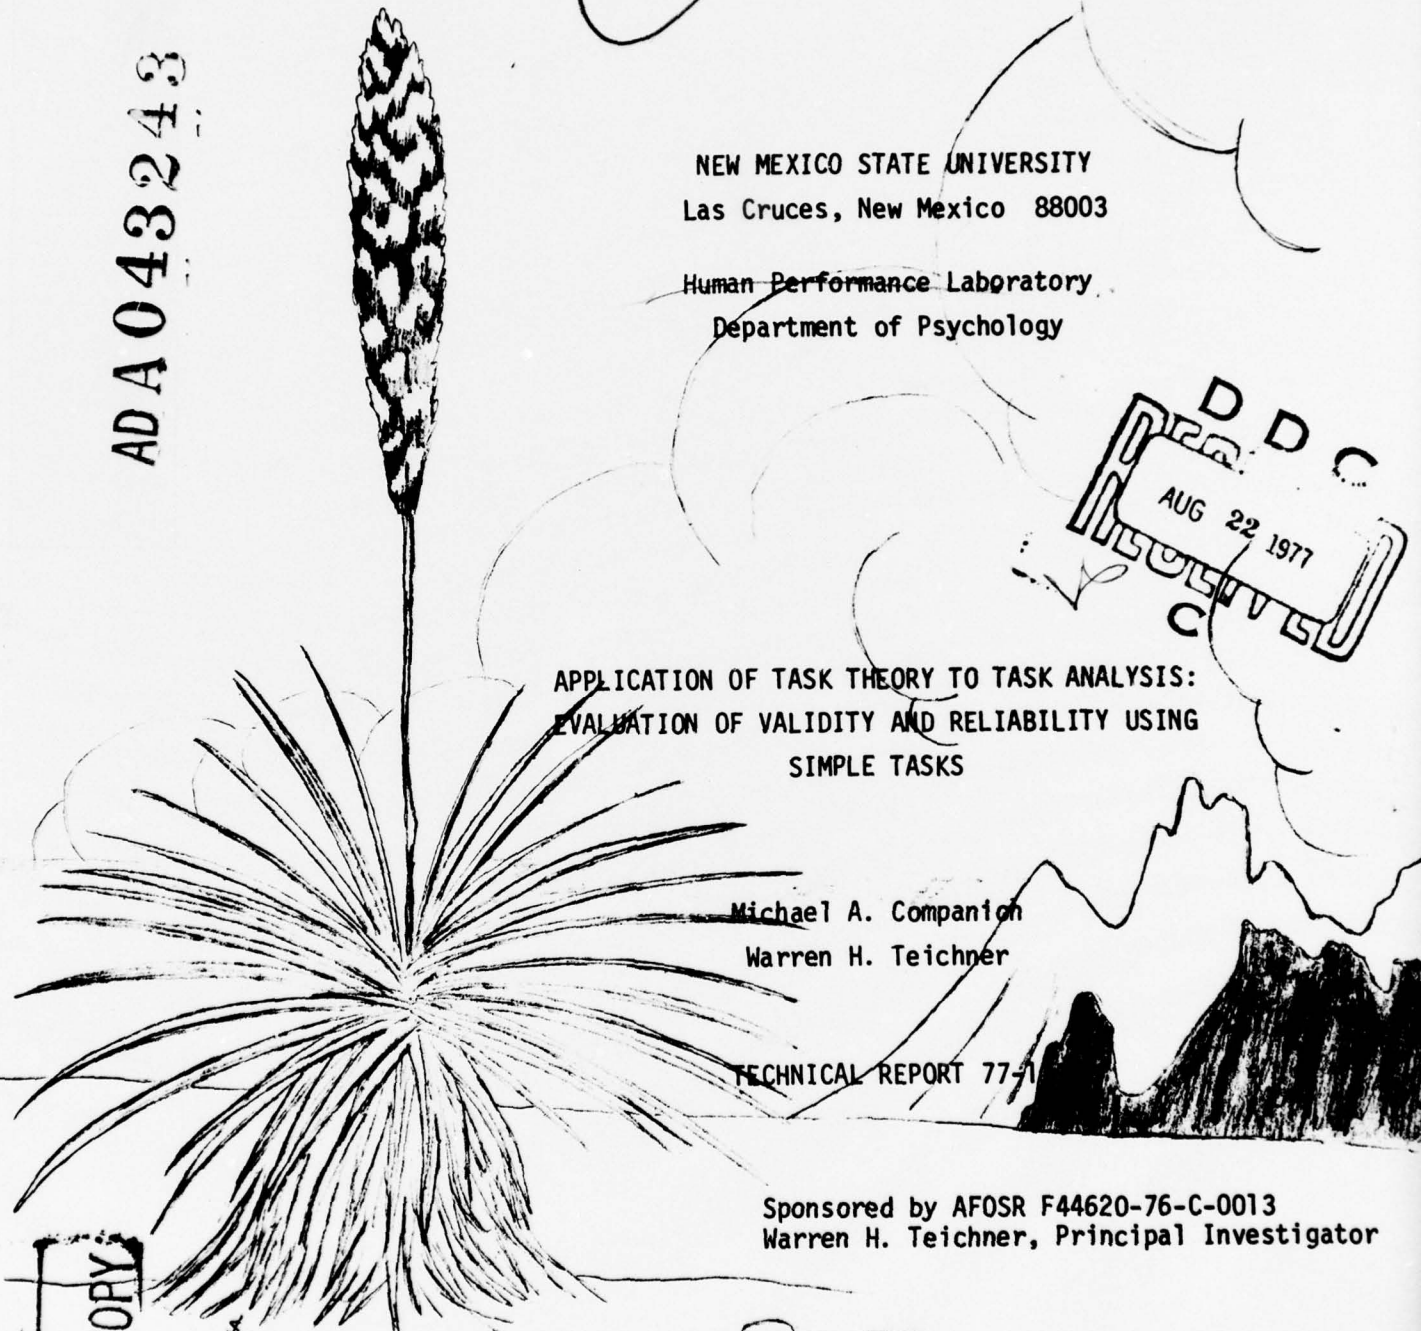 ADA043243
NEW MEXICO STATE UNIVERSITY
Las Cruces, New Mexico 88003
Human Performance Laboratory
Department of Psychology
D D C
AUG 22 1977
C
APPLICATION OF TASK THEORY TO TASK ANALYSIS:
EVALUATION OF VALIDITY AND RELIABILITY USING
SIMPLE TASKS
Michael A. Companion
Warren H. Teichner
TECHNICAL REPORT 77-1
Sponsored by AFOSR F44620-76-C-0013
Warren H. Teichner, Principal Investigator
OPY